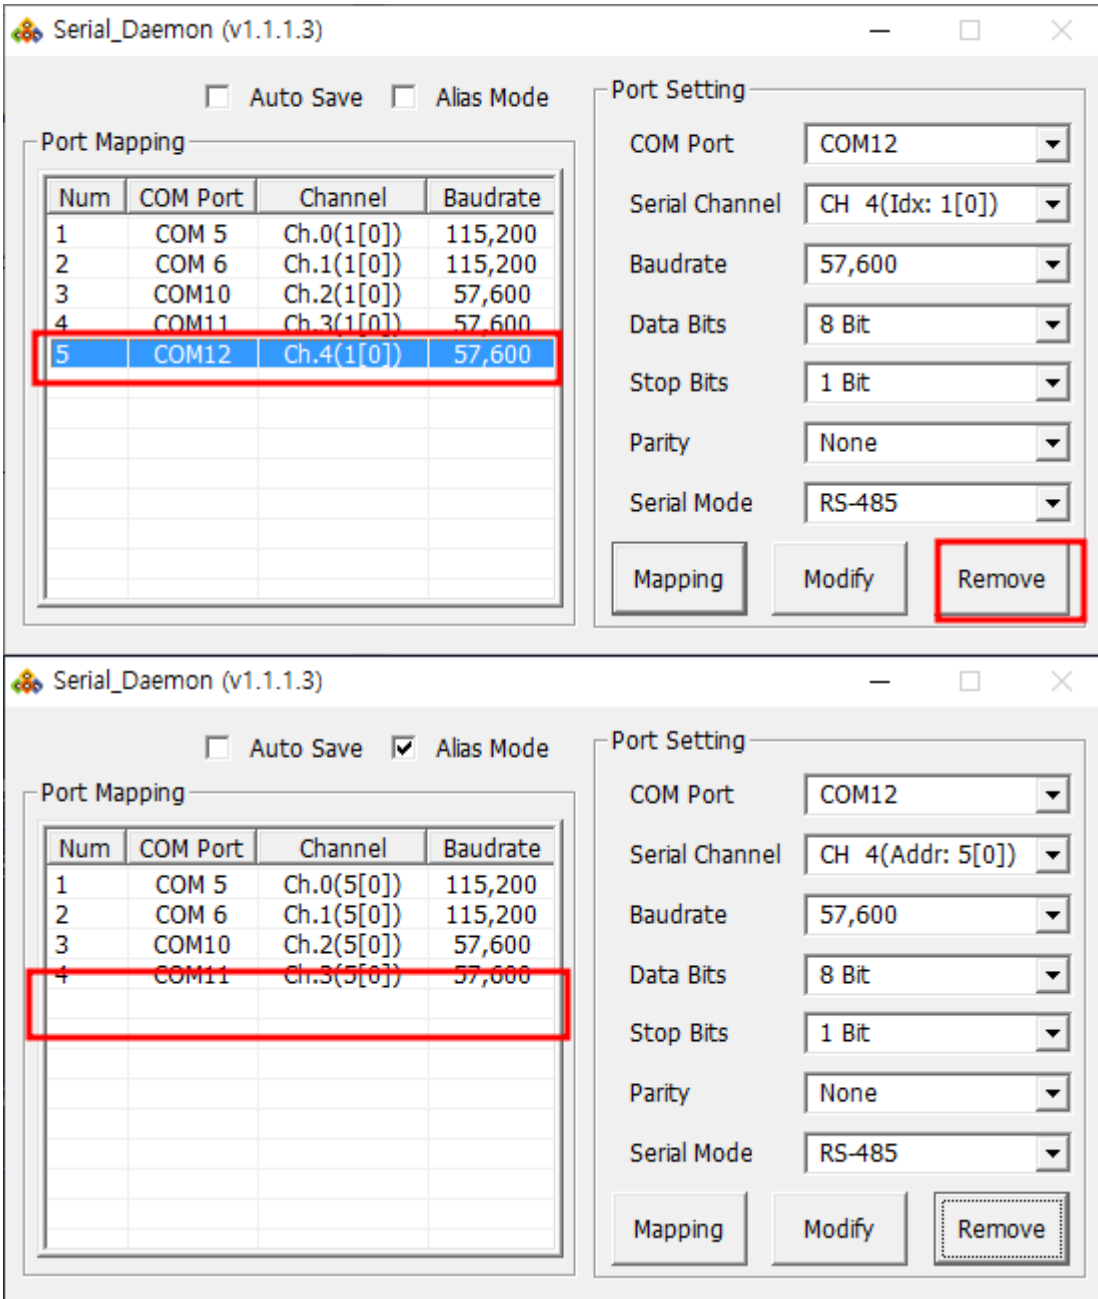 Serial_Daemon (v1.1.1.3)
Auto Save Alias Mode
Port Mapping
Num COM Port Channel Baudrate
1 COM 5 Ch.0(1[0]) 115,200
2 COM 6 Ch.1(1[0]) 115,200
3 COM10 Ch.2(1[0]) 57,600
4 COM11 Ch.3(1[0]) 57,600
5 COM12 Ch.4(1[0]) 57,600
Port Setting
COM Port COM12
Serial Channel CH 4(Idx: 1[0])
Baudrate 57,600
Data Bits 8 Bit
Stop Bits 1 Bit
Parity None
Serial Mode RS-485
Mapping Modify Remove
Serial_Daemon (v1.1.1.3)
Auto Save Alias Mode
Port Mapping
Num COM Port Channel Baudrate
1 COM 5 Ch.0(5[0]) 115,200
2 COM 6 Ch.1(5[0]) 115,200
3 COM10 Ch.2(5[0]) 57,600
4 COM11 Ch.3(5[0]) 57,600
Port Setting
COM Port COM12
Serial Channel CH 4(Addr: 5[0])
Baudrate 57,600
Data Bits 8 Bit
Stop Bits 1 Bit
Parity None
Serial Mode RS-485
Mapping Modify Remove